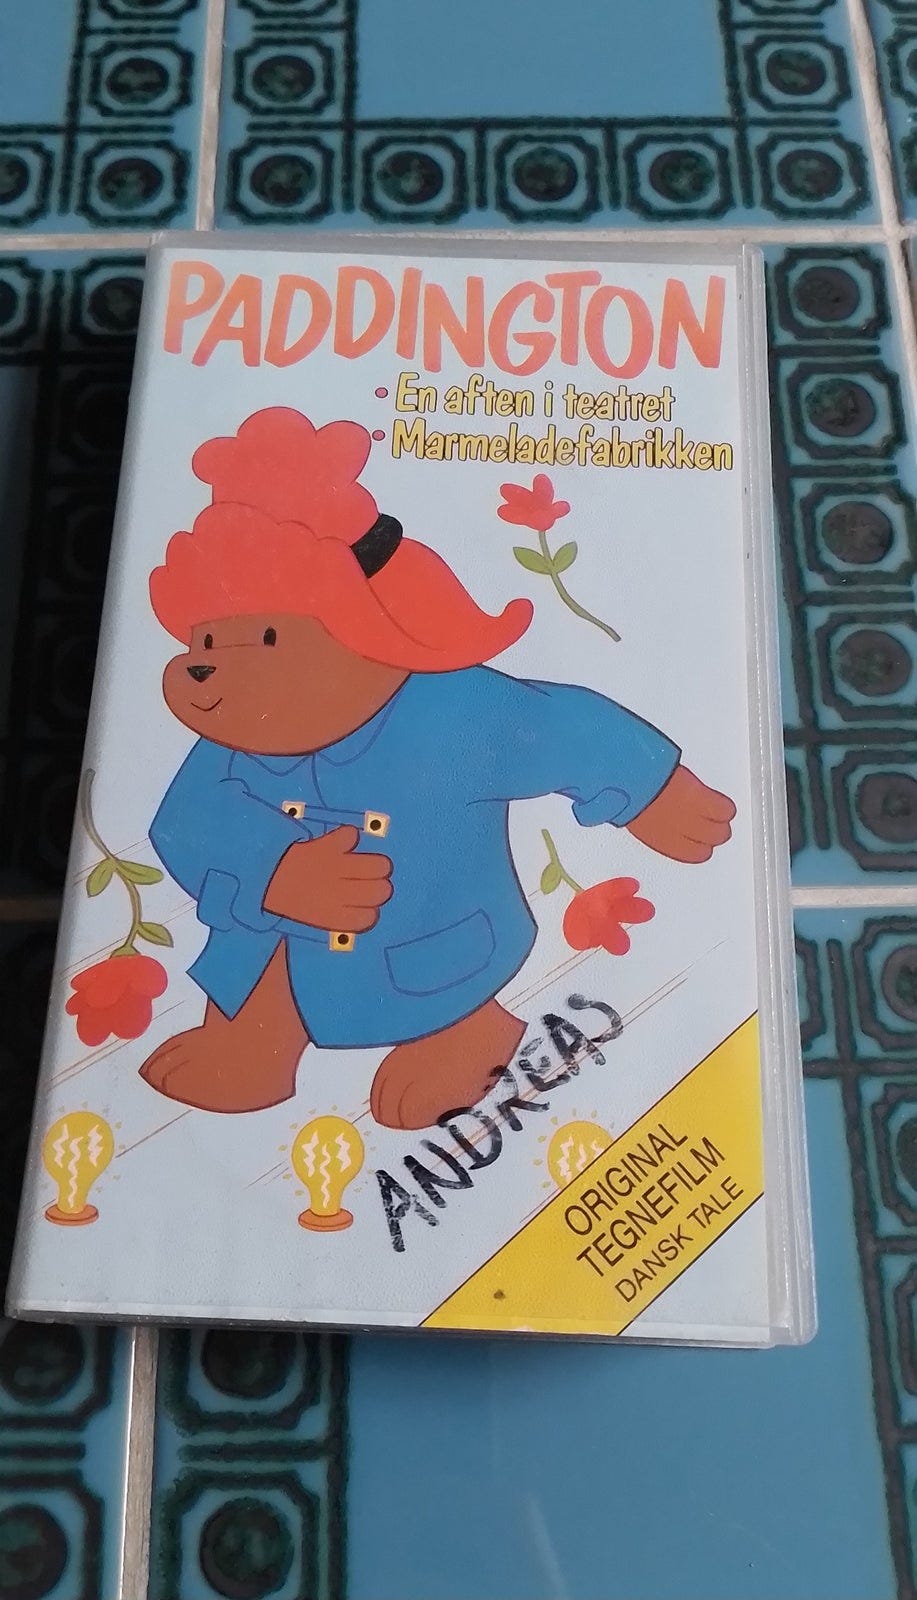 PADDINGTON
• En aften i teatret
• Marmeladefabrikken
ANDREAS
ORIGINAL
TEGNEFILM
DANSK TALE